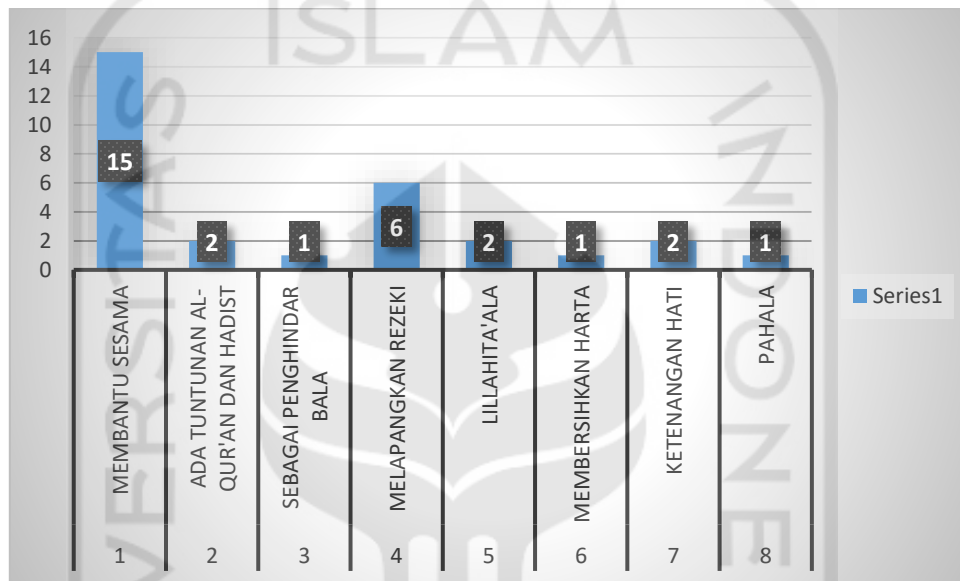 ISLAM
VERSITAS
INDONE
16
14
12
10
8
6
4
2
0
15
2
1
6
2
1
2
1
MEMBANTU SESAMA
ADA TUNTUNAN AL-
QUR'AN DAN HADIST
SEBAGAI PENGHINDAR
BALA
MELAPANGKAN REZEKI
LILLAHITA'ALA
MEMBERSIHKAN HARTA
KETENANGAN HATI
PAHALA
1
2
3
4
5
6
7
8
Series1